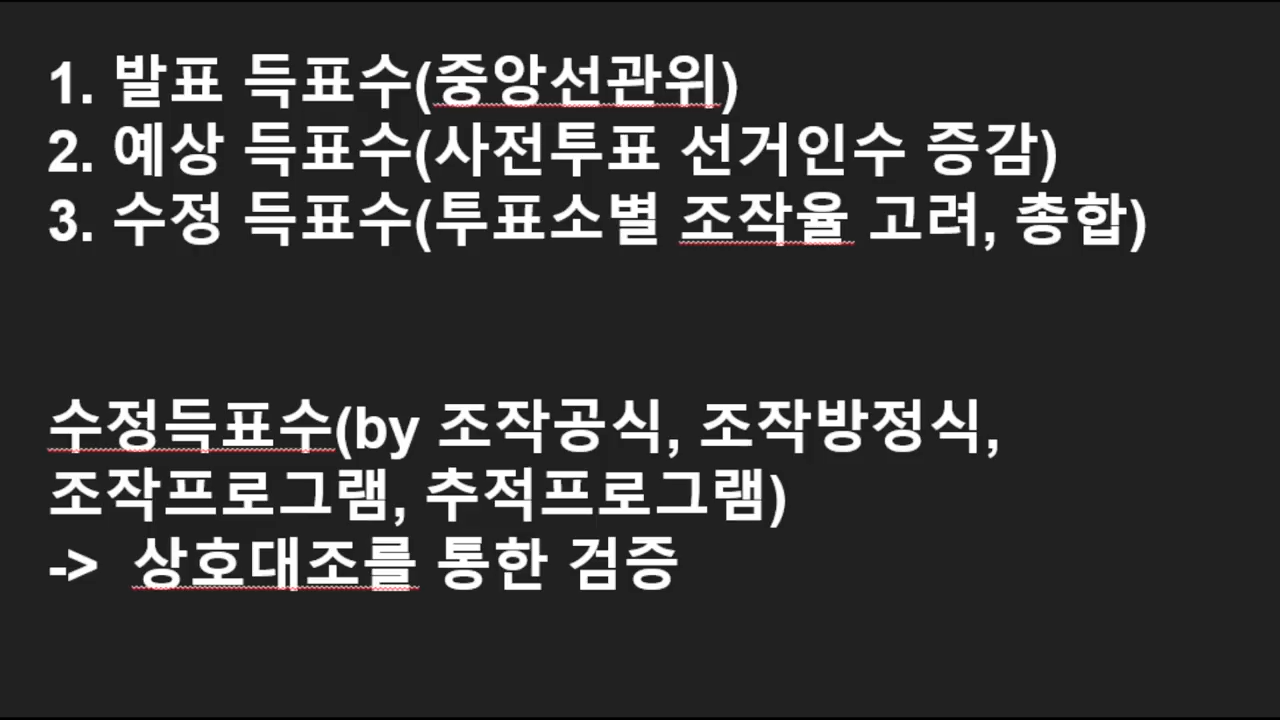 1. 발표 득표수(중앙선관위)
2. 예상 득표수(사전투표 선거인수 증감)
3. 수정 득표수(투표소별 조작율 고려, 총합)
수정득표수(by 조작공식, 조작방정식,
조작프로그램, 추적프로그램)
-> 상호대조를 통한 검증